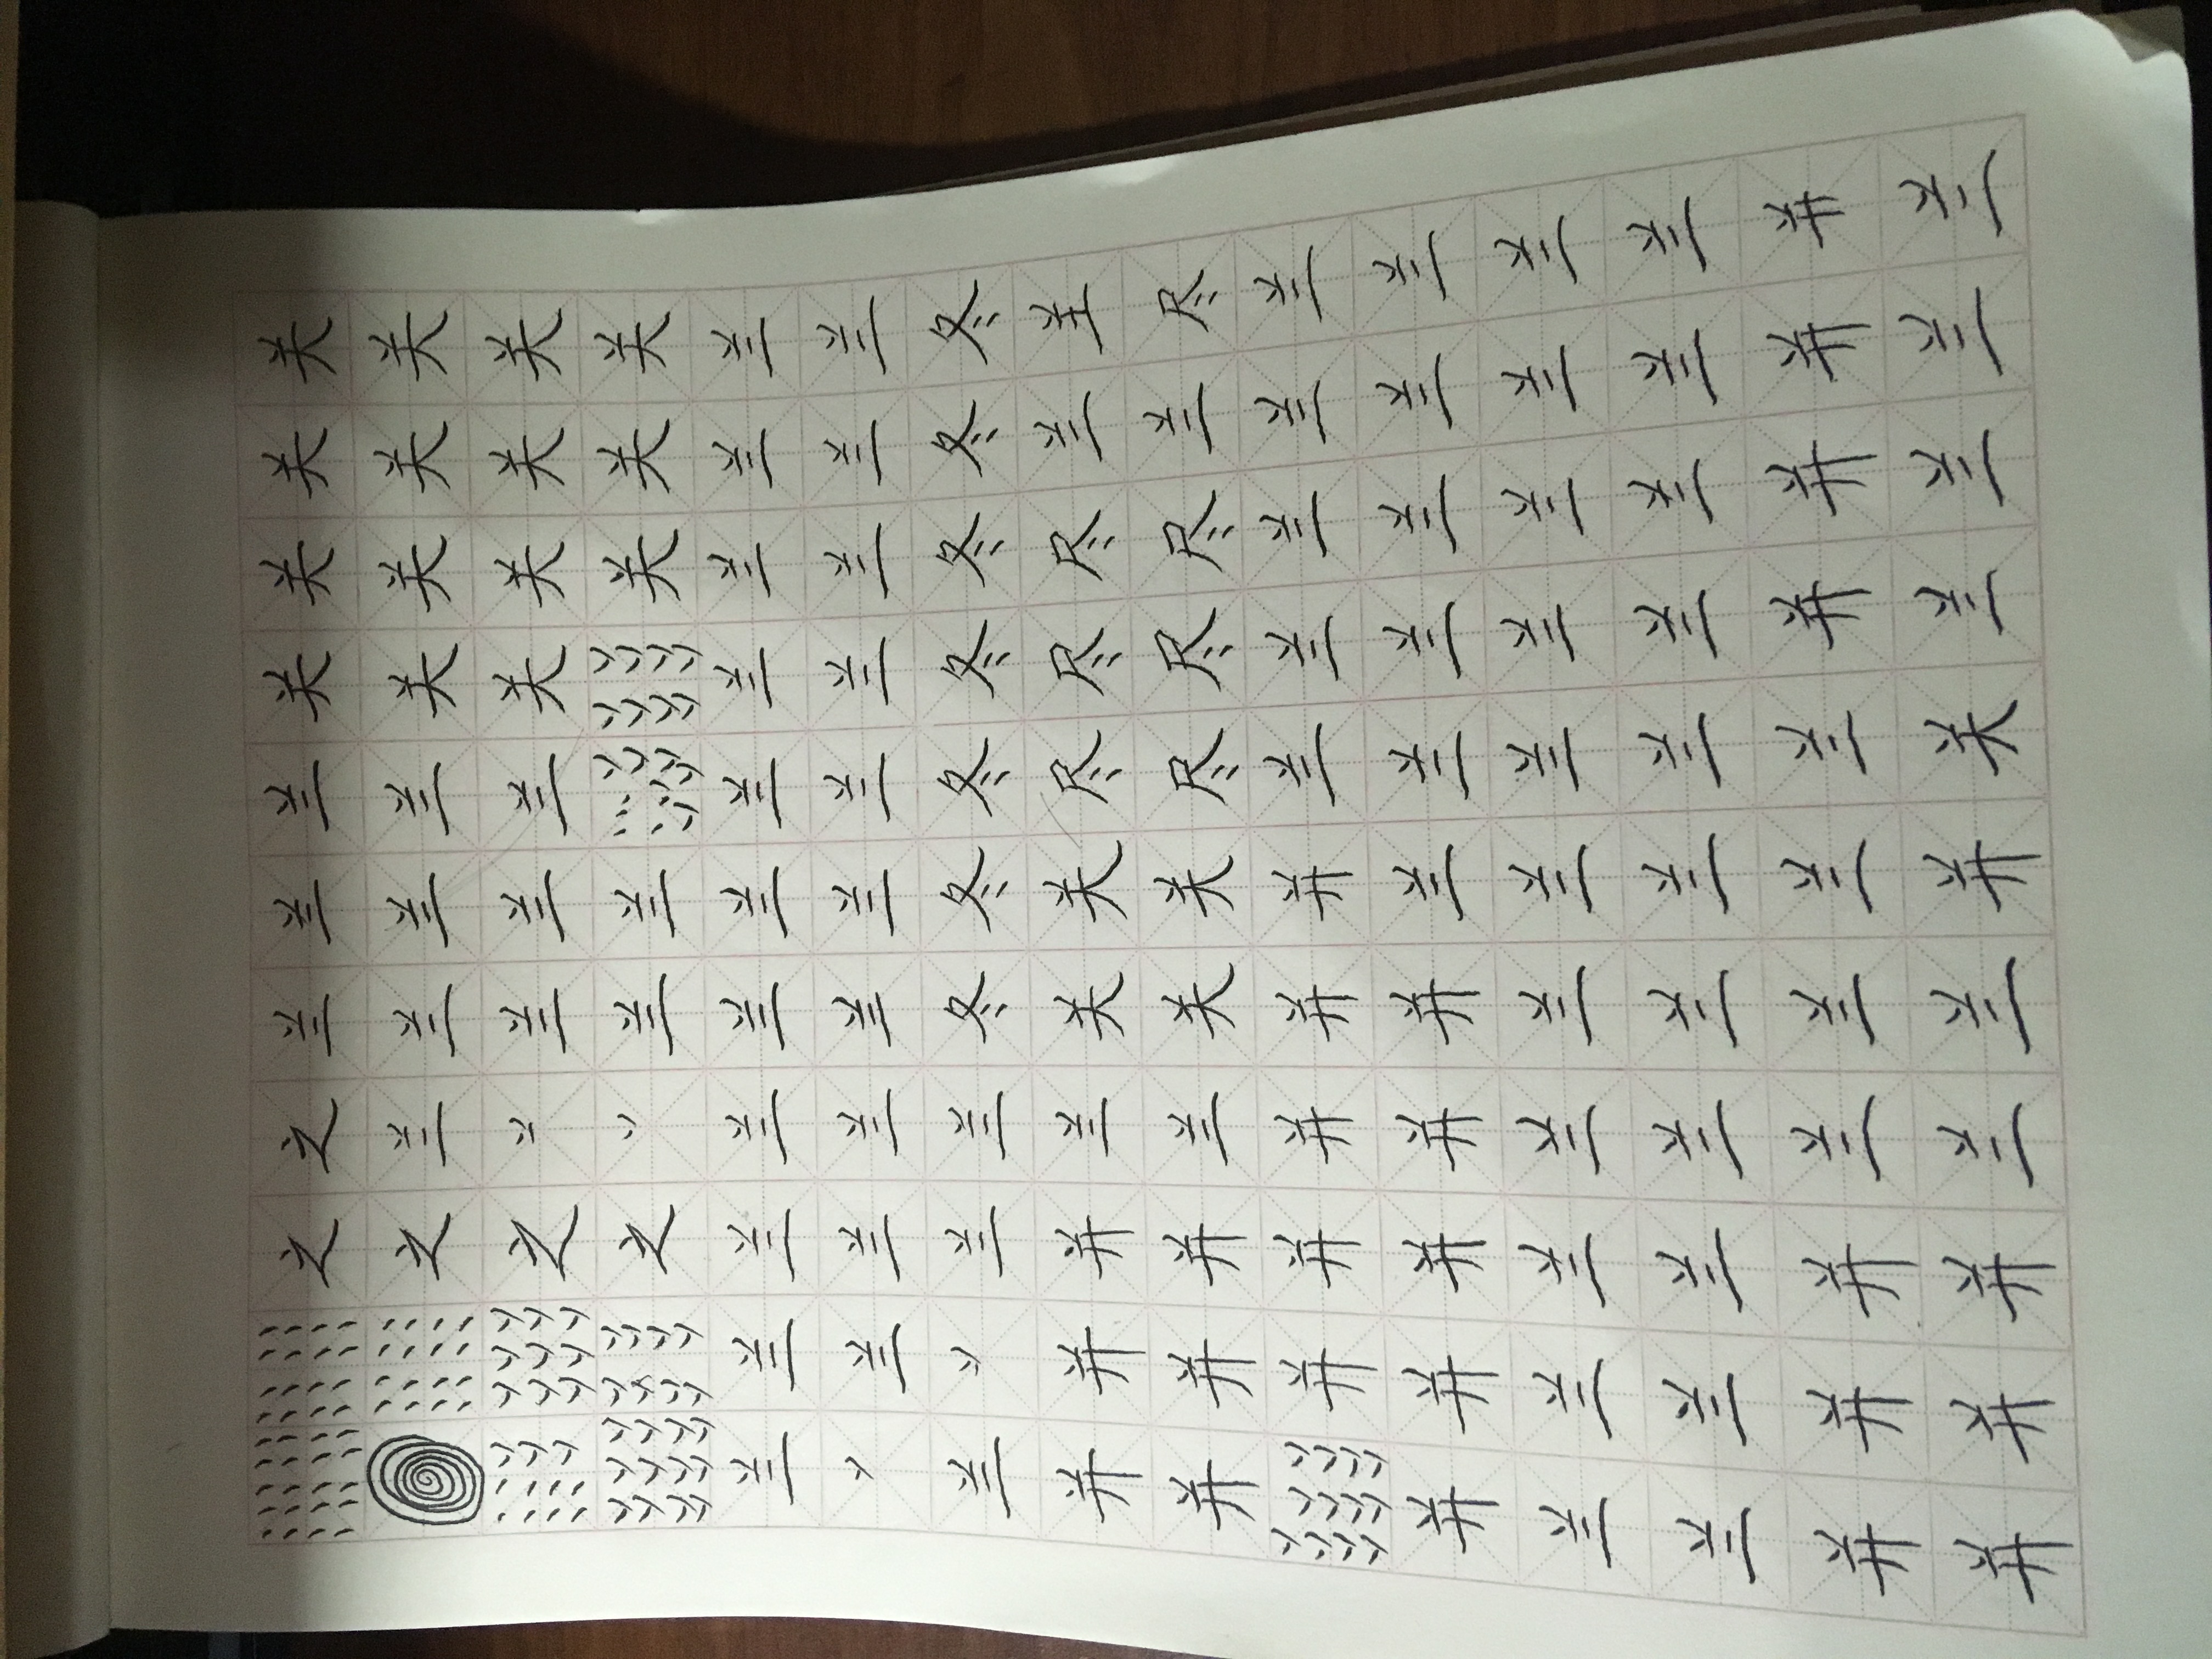 之之兰兰兰关关关关
之兰兰兰兰关关关关
之丷兰兰兰关关关关
之丷兰兰关关关
兰兰兰兰兰兰兰兰兰兰兰
丷兰兰兰兰兰兰兰兰兰兰
兰丷兰兰冬冬冬冬冬冬冬
并并并兰关关尽尽尽兰
并并并兰关关尽尽尽兰尽
并并并并并兰兰兰兰兰
并并并并并兰兰兰兰兰兰
兰兰兰兰兰兰兰兰兰兰兰
兰兰兰兰兰兰兰兰兰兰兰
并并并兰兰兰兰并并并并
并并并兰兰并关兰兰兰兰